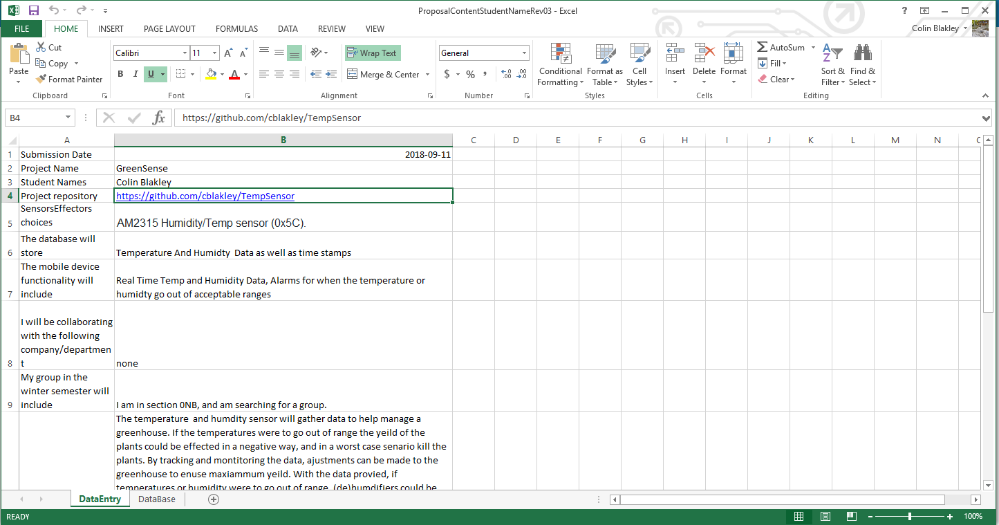 ProposalContentStudentNameRev03 - Excel
?
FILE HOME INSERT PAGE LAYOUT FORMULAS DATA REVIEW VIEW Colin Blakley
Paste
Cut
Copy
Format Painter
Clipboard
Calibri 11
B I U
Font
Wrap Text
Merge & Center
Alignment
General
$ % ,
Number
Conditional
Formatting
Format as
Table
Cell
Styles
Styles
Insert Delete Format
Cells
AutoSum
Fill
Clear
Sort &
Filter
Find &
Select
Editing
B4 fx https://github.com/cblakley/TempSensor
A B C D E F G H I J K L M N
1 Submission Date 2018-09-11
2 Project Name GreenSense
3 Student Names Colin Blakley
4 Project repository https://github.com/cblakley/TempSensor
SensorsEffectors
5 choices AM2315 Humidity/Temp sensor (0x5C).
The database will
6 store Temperature And Humidty  Data as well as time stamps
The mobile device
functionality will Real Time Temp and Humidity Data, Alarms for when the temperature or
7 include humidty go out of acceptable ranges
I will be collaborating
with the following
company/departmen
8 t none
My group in the
winter semester will
9 include I am in section 0NB, and am searching for a group.
The temperature  and humdity sensor will gather data to help manage a
greenhouse. If the temperatures were to go out of range the yeild of the
plants could be effected in a negative way, and in a worst case senario kill the
plants. By tracking and montitoring the data, ajustments can be made to the
greenhouse to enuse maxiammum yeild. With the data provied, if
temperatures or humidity were to go out of range, (de)humdifiers could be
DataEntry DataBase
READY 100%